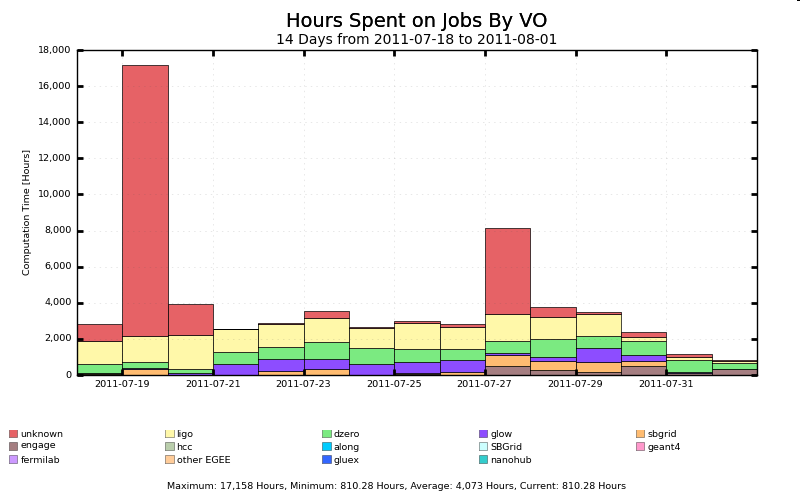 Hours Spent on Jobs By VO
14 Days from 2011-07-18 to 2011-08-01
Computation Time [Hours]
18,000
16,000
14,000
12,000
10,000
8,000
6,000
4,000
2,000
0
2011-07-19 2011-07-21 2011-07-23 2011-07-25 2011-07-27 2011-07-29 2011-07-31
unknown ligo dzero glow sbgrid
engage hcc along SBGrid geant4
fermilab other EGEE gluex nanohub
Maximum: 17,158 Hours, Minimum: 810.28 Hours, Average: 4,073 Hours, Current: 810.28 Hours